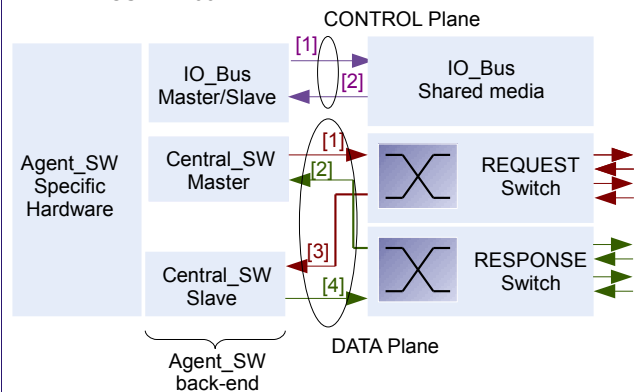 CONTROL Plane
[1]
[2]
IO_Bus
Master/Slave
IO_Bus
Shared media
Agent_SW
Specific
Hardware
Central_SW
Master
[1]
[2]
REQUEST
Switch
[3]
Central_SW
Slave
[4]
RESPONSE
Switch
DATA Plane
Agent_SW
back-end